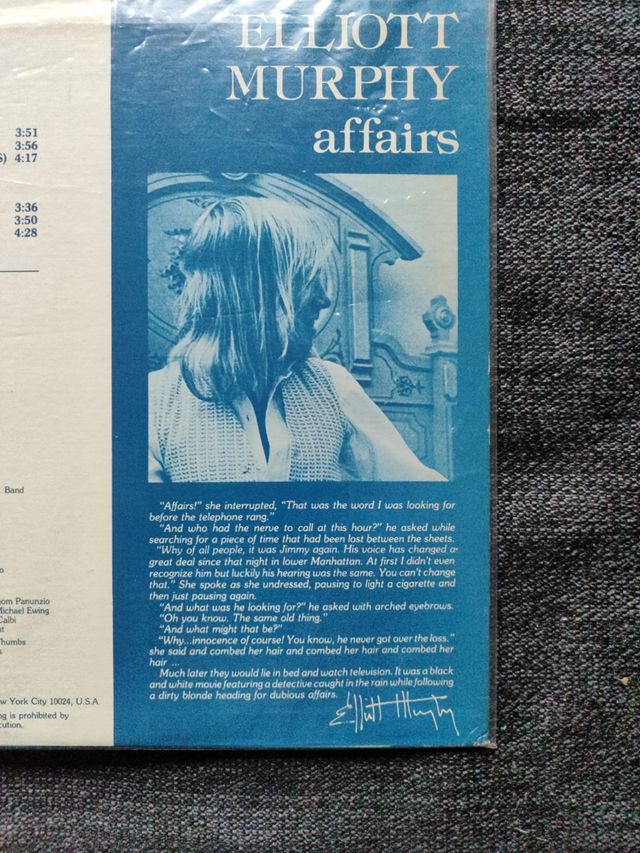 ELLIOTT
MURPHY
affairs
3:51
3:56
4:17
3:36
3:50
4:28
Band
"Affairs!" she interrupted, "That was the word I was looking for
before the telephone rang."
"And who had the nerve to call at this hour?" he asked while
searching for a piece of time that had been lost between the sheets.
"Why of all people, it was Jimmy again. His voice has changed a
great deal since that night in lower Manhattan. At first I didn't even
recognize him but luckily his hearing was the same. You can't change
that." She spoke as she undressed, pausing to light a cigarette and
then just pausing again.
"And what was he looking for?" he asked with arched eyebrows.
"Oh you know. The same old thing."
"And what might that be?"
"Why...innocence of course! You know, he never got over the loss."
she said and combed her hair and combed her hair and combed her
hair ...
Much later they would lie in bed and watch television. It was a black
and white movie featuring a detective caught in the rain while following
a dirty blonde heading for dubious affairs.
Elliott Murphy
Panunzio
Michael Ewing
Calbi
Thumbs
York City 10024, U.S.A.
is prohibited by